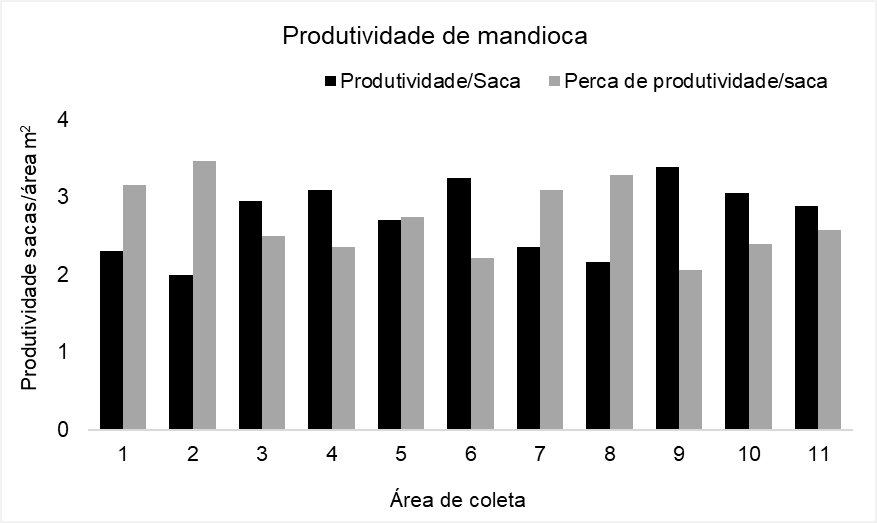 Produtividade de mandioca
Produtividade/Saca
Perca de produtividade/saca
Produtividade sacas/área m²
4
3
2
1
0
1 2 3 4 5 6 7 8 9 10 11
Área de coleta